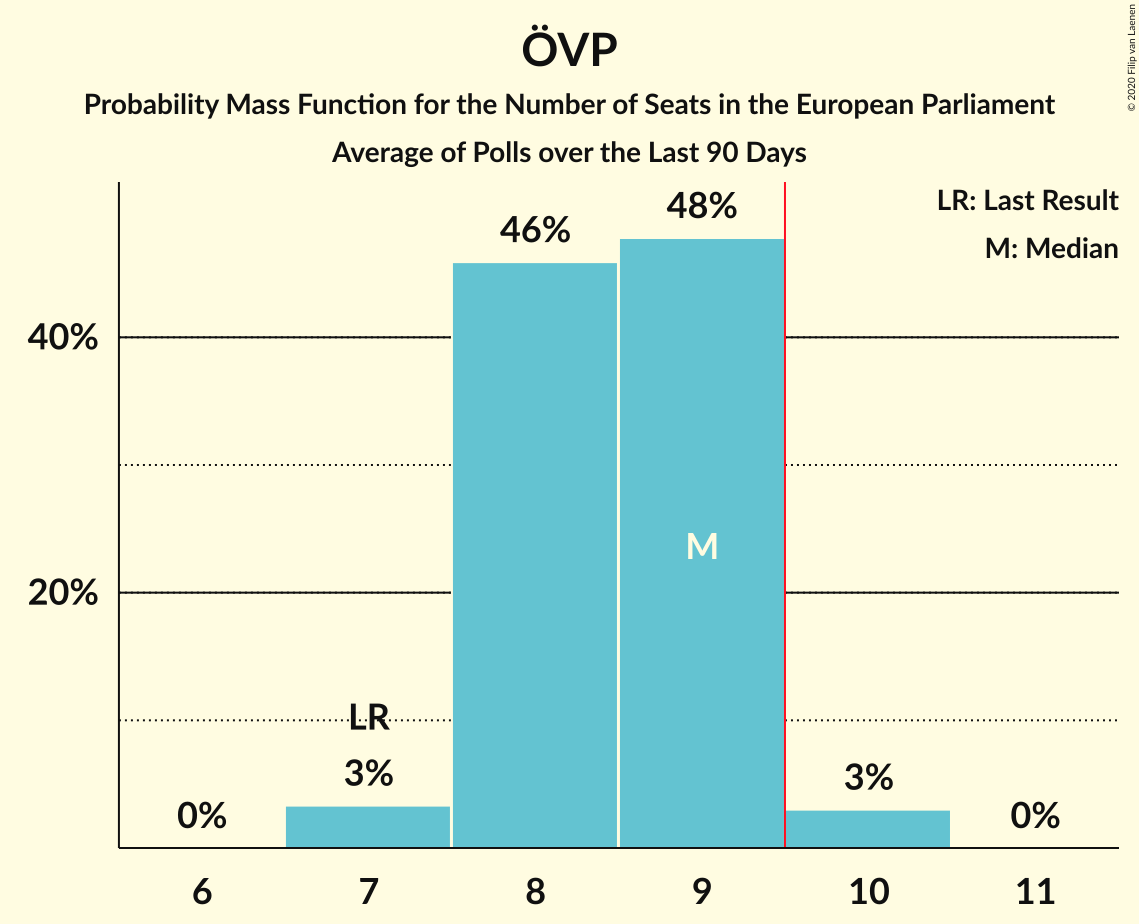 ÖVP
Probability Mass Function for the Number of Seats in the European Parliament
Average of Polls over the Last 90 Days
© 2020 Filip van Laenen
LR: Last Result
M: Median
48%
46%
40%
M
20%
LR
3%
3%
0%
0%
6 7 8 9 10 11